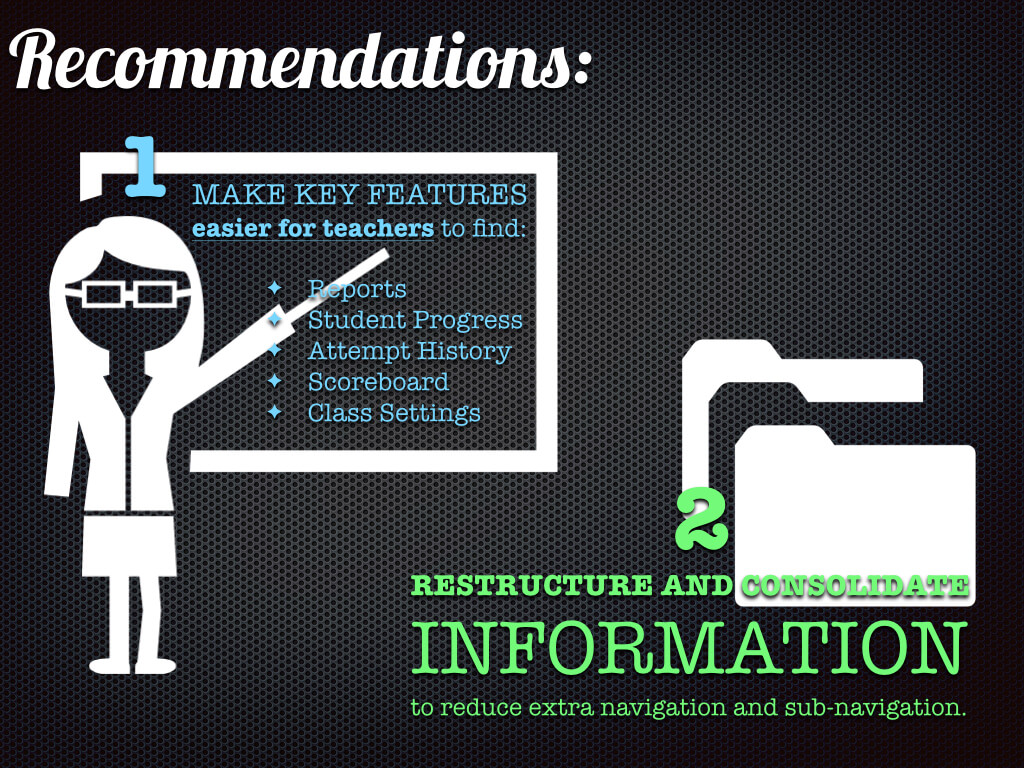 Recommendations:
1
MAKE KEY FEATURES
easier for teachers to find:
✦ Reports
✦ Student Progress
✦ Attempt History
✦ Scoreboard
✦ Class Settings
2
RESTRUCTURE AND CONSOLIDATE
INFORMATION
to reduce extra navigation and sub-navigation.